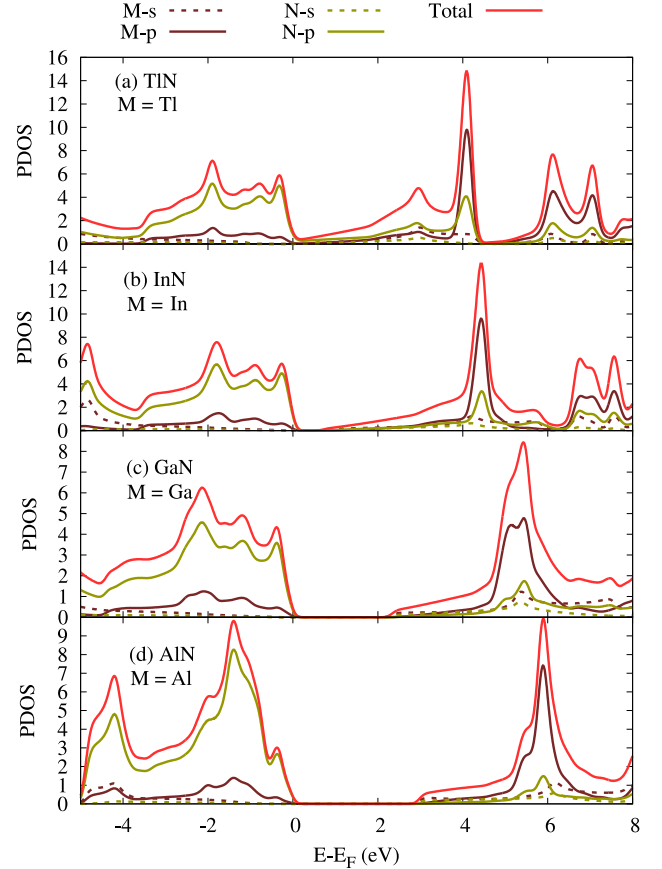 M-s N-s Total
M-p N-p
16
14
12
10
8
6
4
2
0
PDOS
(a) TlN
M = Tl
14
12
10
8
6
4
2
0
PDOS
(b) InN
M = In
8
7
6
5
4
3
2
1
0
PDOS
(c) GaN
M = Ga
9
8
7
6
5
4
3
2
1
0
PDOS
(d) AlN
M = Al
-4 -2 0 2 4 6 8
E-E_F (eV)